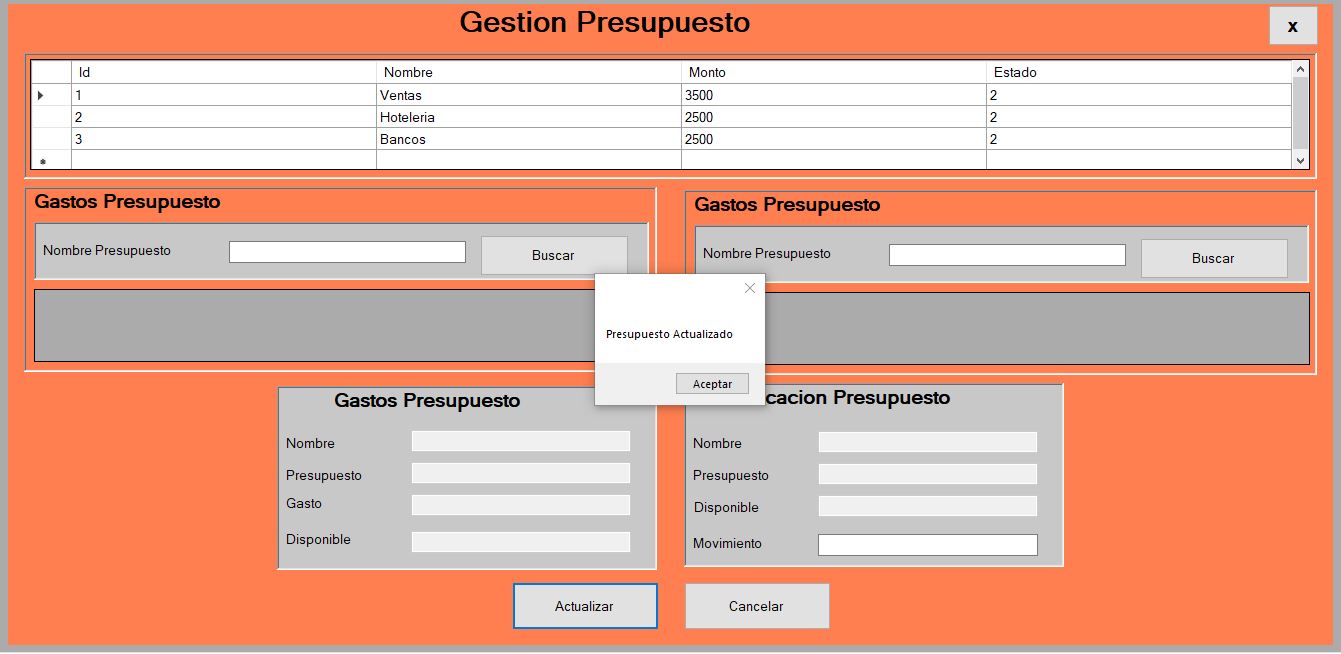 Gestion Presupuesto
x
Id Nombre Monto Estado
1 Ventas 3500 2
2 Hoteleria 2500 2
3 Bancos 2500 2
Gastos Presupuesto
Nombre Presupuesto Buscar
Gastos Presupuesto
Nombre Presupuesto Buscar
Presupuesto Actualizado
Aceptar
Gastos Presupuesto
Nombre
Presupuesto
Gasto
Disponible
cacion Presupuesto
Nombre
Presupuesto
Disponible
Movimiento
Actualizar Cancelar